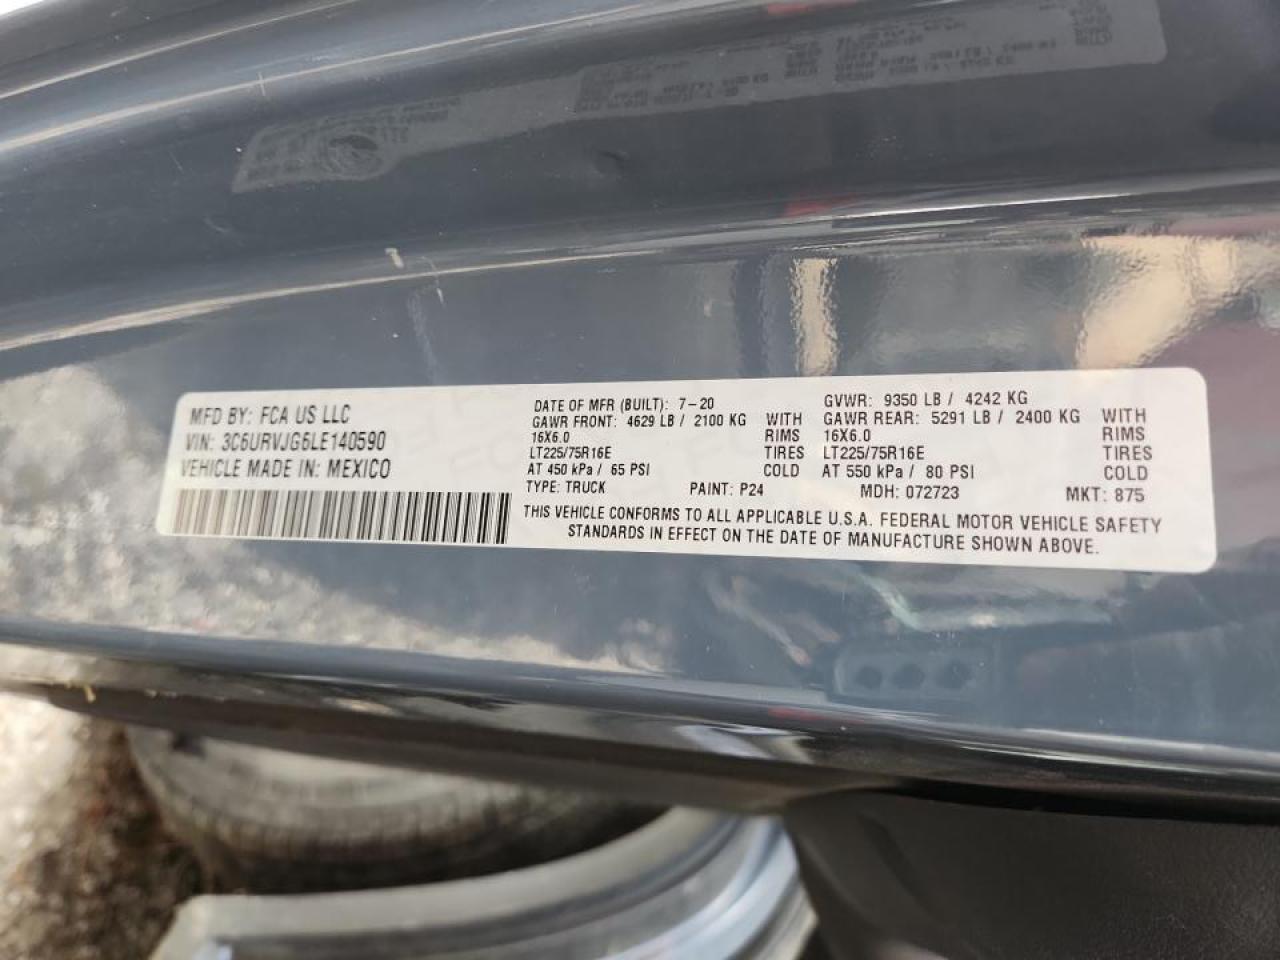 MFD BY: FCA US LLC
VIN: 3C6URVJG6LE140590
VEHICLE MADE IN: MEXICO
DATE OF MFR (BUILT): 7-20
GVWR: 9350 LB / 4242 KG
GAWR FRONT: 4629 LB / 2100 KG WITH
16X6.0 RIMS
LT225/75R16E TIRES
AT 450 kPa / 65 PSI COLD
GAWR REAR: 5291 LB / 2400 KG WITH
16X6.0 RIMS
LT225/75R16E TIRES
AT 550 kPa / 80 PSI COLD
TYPE: TRUCK PAINT: P24 MDH: 072723 MKT: 875
THIS VEHICLE CONFORMS TO ALL APPLICABLE U.S.A. FEDERAL MOTOR VEHICLE SAFETY
STANDARDS IN EFFECT ON THE DATE OF MANUFACTURE SHOWN ABOVE.